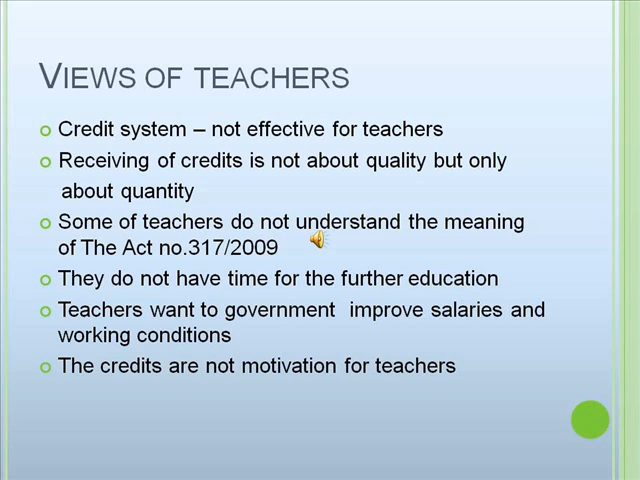 VIEWS OF TEACHERS
Credit system – not effective for teachers
Receiving of credits is not about quality but only
about quantity
Some of teachers do not understand the meaning
of The Act no.317/2009
They do not have time for the further education
Teachers want to government improve salaries and
working conditions
The credits are not motivation for teachers